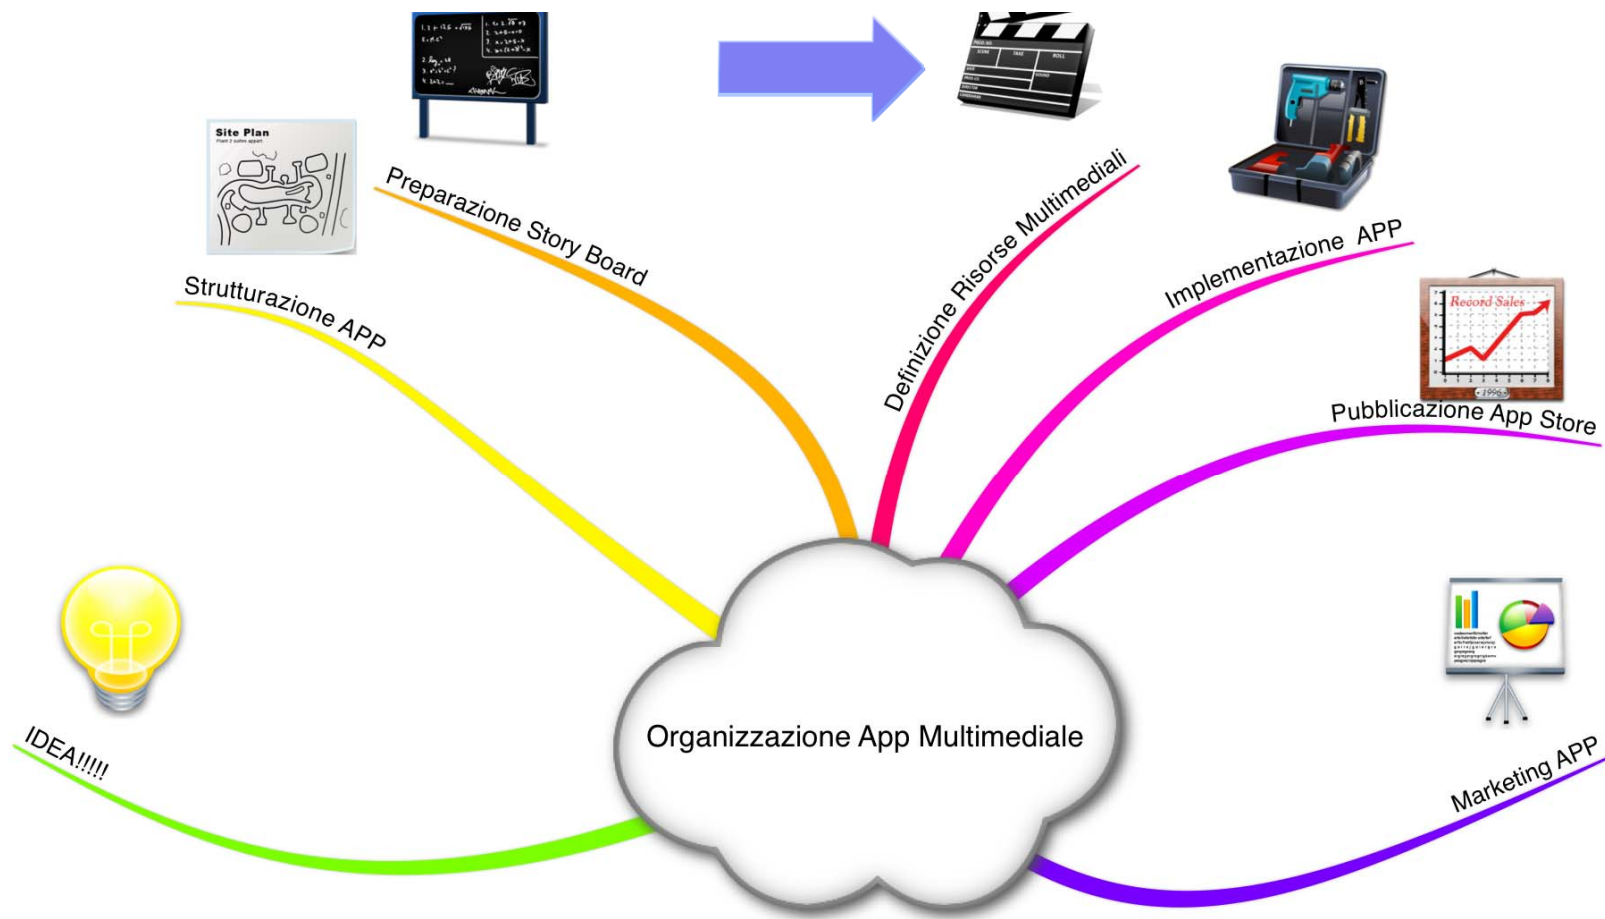 Site Plan
Preparazione Story Board
Strutturazione APP
IDEA!!!!!
Organizzazione App Multimediale
Definizione Risorse Multimediali
Implementazione APP
Record Sales
1996
Pubblicazione App Store
Marketing APP